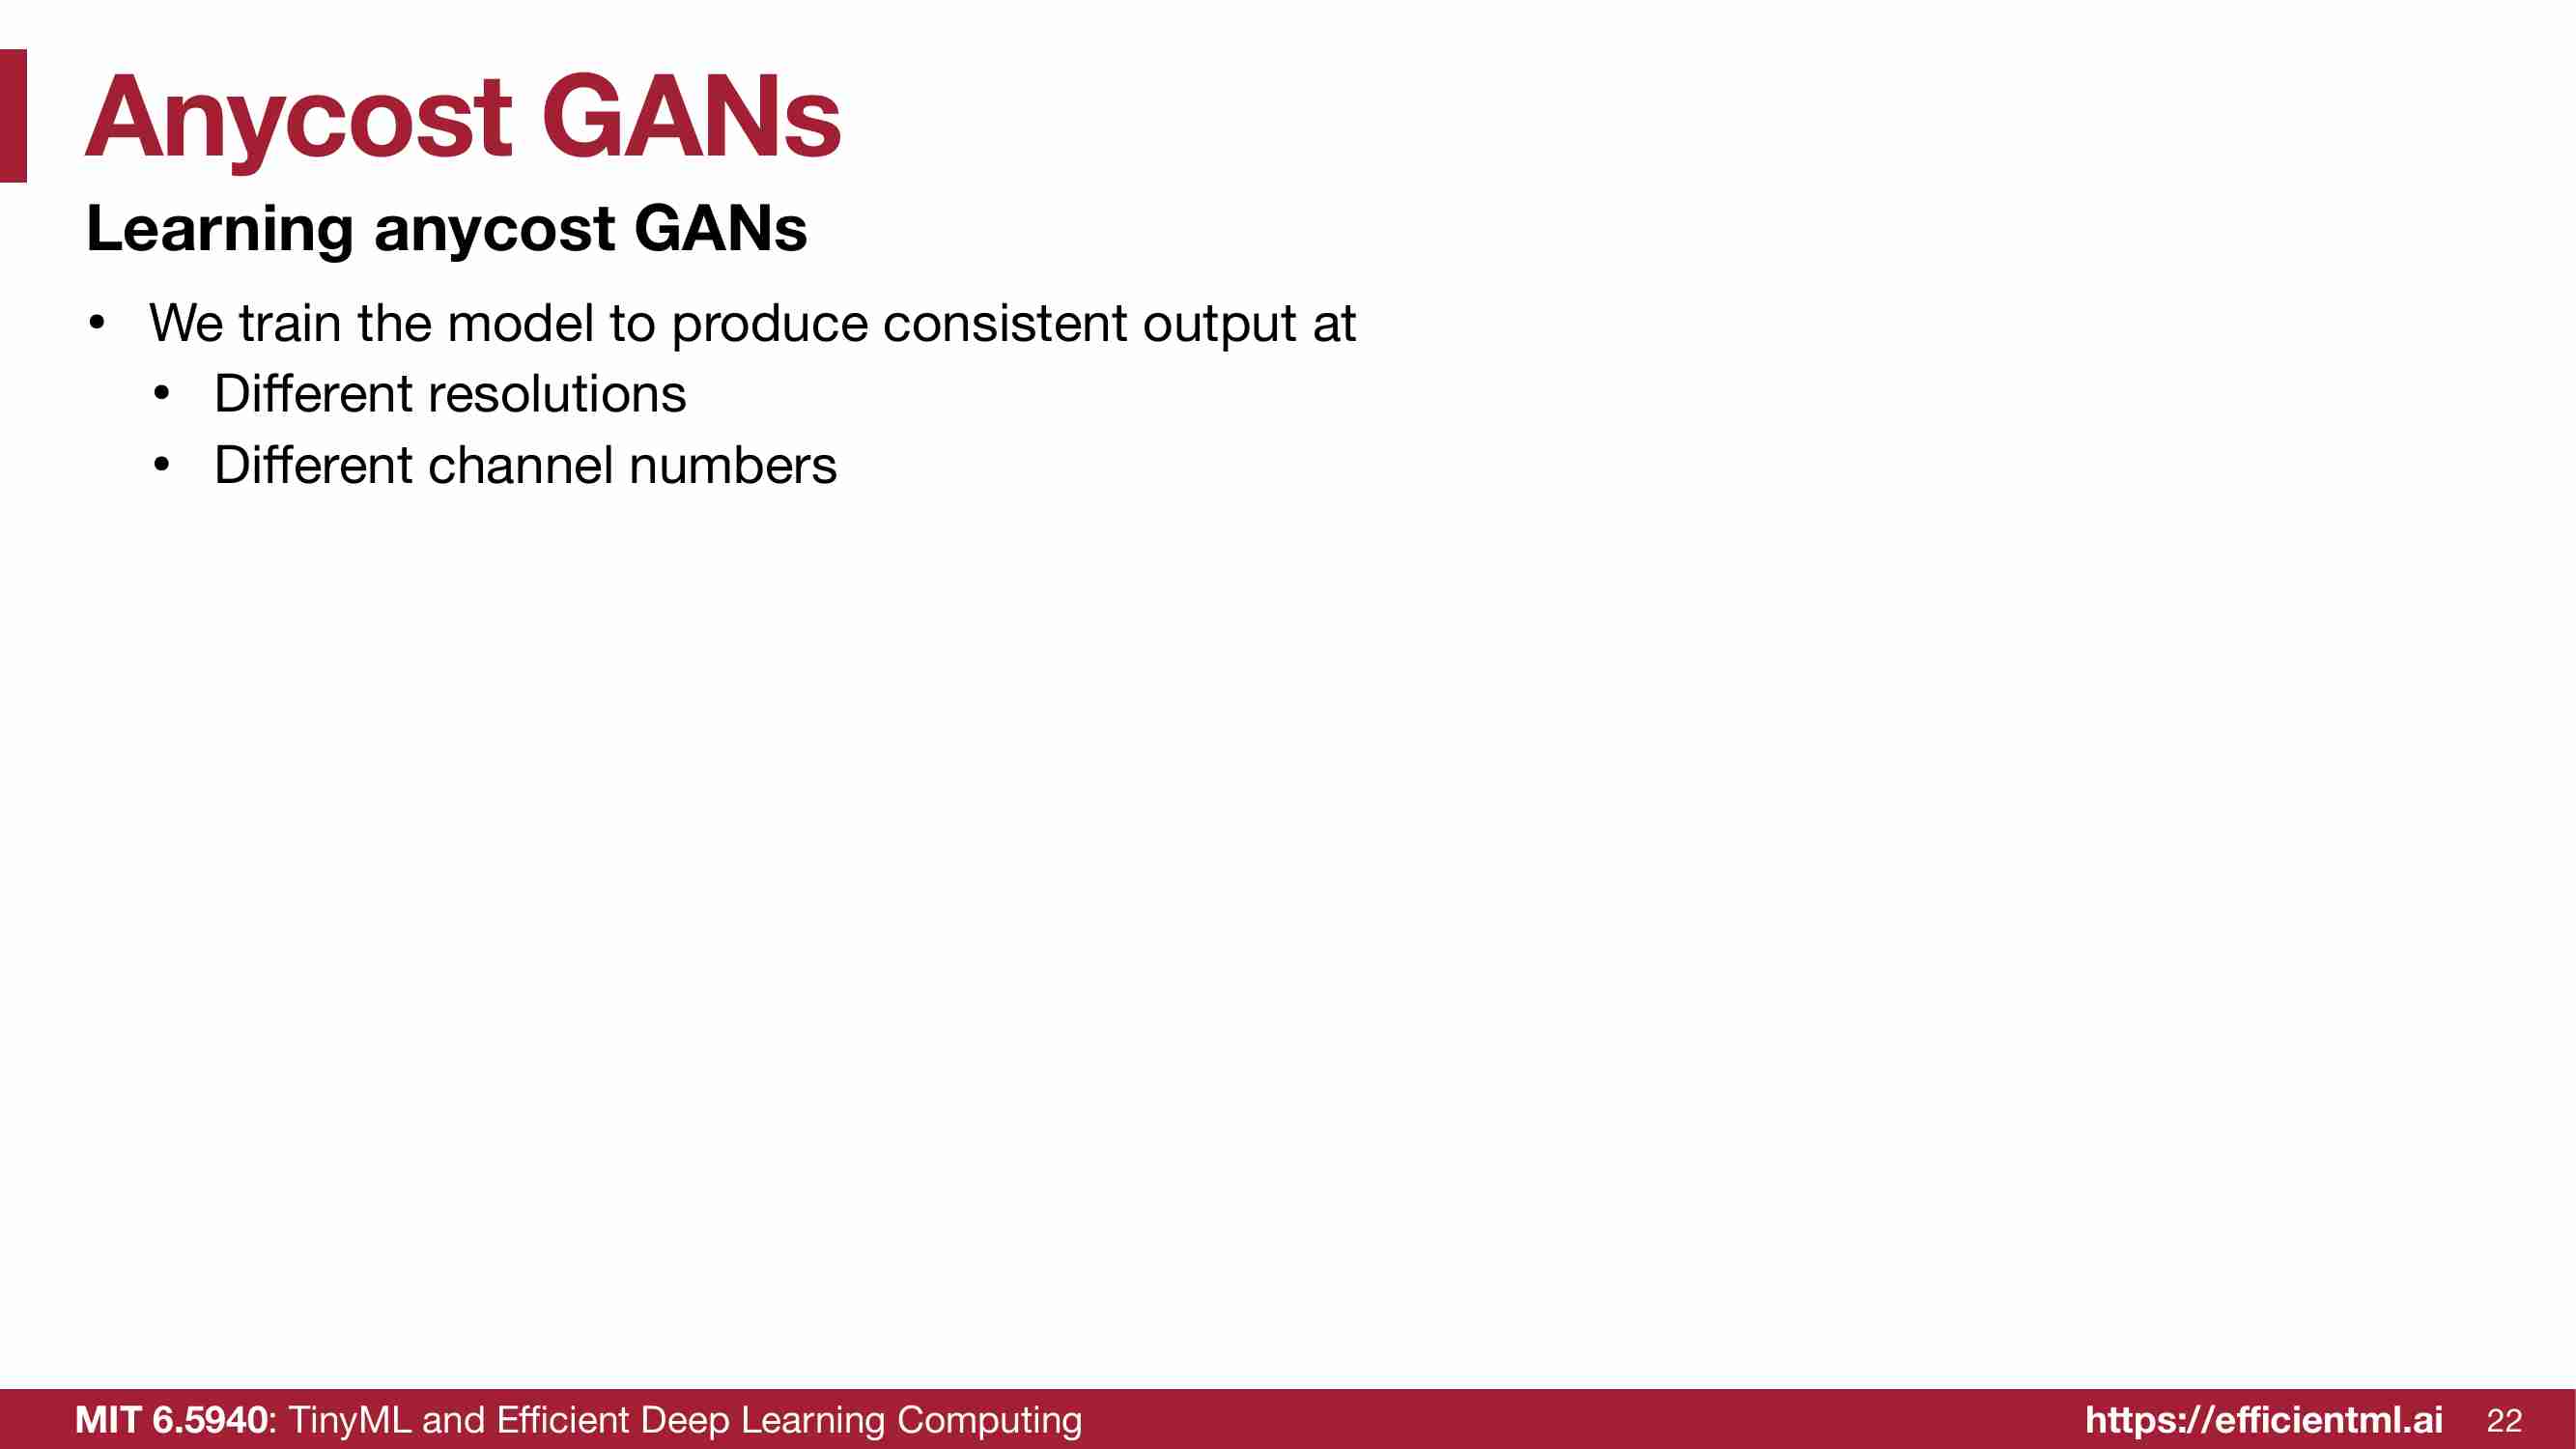 Anycost GANs
Learning anycost GANs
• We train the model to produce consistent output at
• Different resolutions
• Different channel numbers
MIT 6.5940: TinyML and Efficient Deep Learning Computing
https://efficientml.ai 22